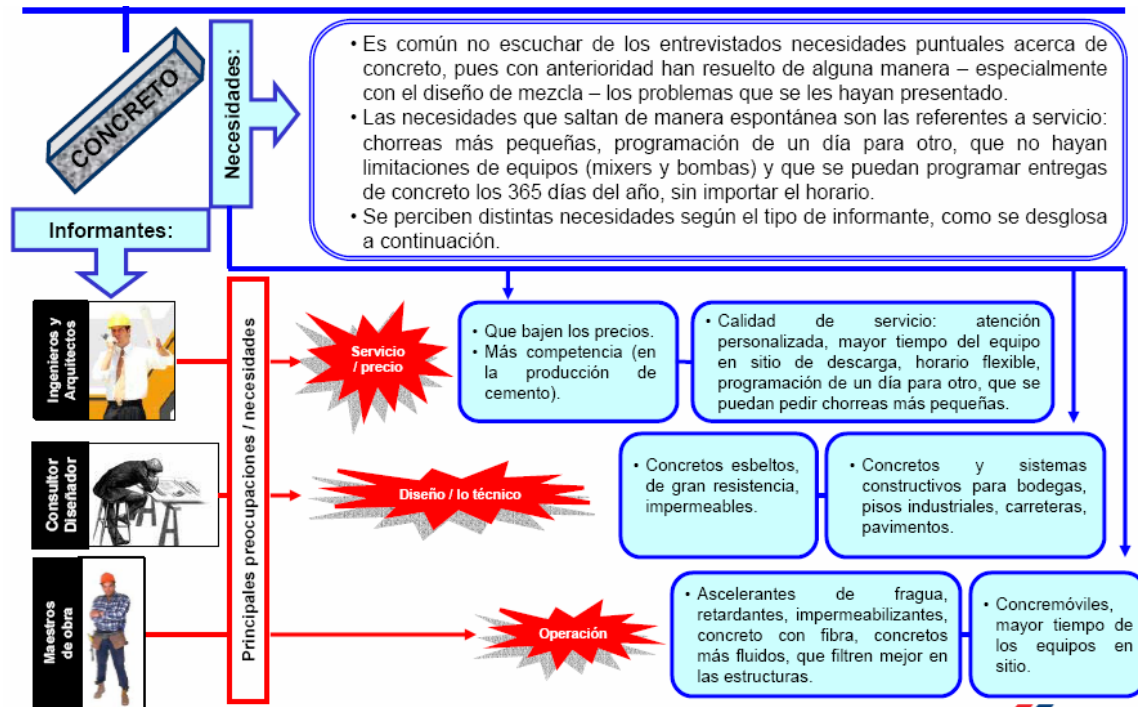 CONCRETO
Necesidades:
• Es común no escuchar de los entrevistados necesidades puntuales acerca de
concreto, pues con anterioridad han resuelto de alguna manera – especialmente
con el diseño de mezcla – los problemas que se les hayan presentado.
• Las necesidades que saltan de manera espontánea son las referentes a servicio:
chorreas más pequeñas, programación de un día para otro, que no hayan
limitaciones de equipos (mixers y bombas) y que se puedan programar entregas
de concreto los 365 días del año, sin importar el horario.
• Se perciben distintas necesidades según el tipo de informante, como se desglosa
a continuación.
Informantes:
Principales preocupaciones / necesidades
Ingenieros y
Arquitectos
Servicio
/ precio
• Que bajen los precios.
• Más competencia (en
la producción de
cemento).
• Calidad de servicio: atención
personalizada, mayor tiempo del equipo
en sitio de descarga, horario flexible,
programación de un día para otro, que se
puedan pedir chorreas más pequeñas.
Consultor
Diseñador
Diseño / lo técnico
• Concretos esbeltos,
de gran resistencia,
impermeables.
• Concretos y sistemas
constructivos para bodegas,
pisos industriales, carreteras,
pavimentos.
Maestros
de obra
Operación
• Ascelerantes de fragua,
retardantes, impermeabilizantes,
concreto con fibra, concretos
más fluidos, que filtren mejor en
las estructuras.
• Concremóviles,
mayor tiempo de
los equipos en
sitio.